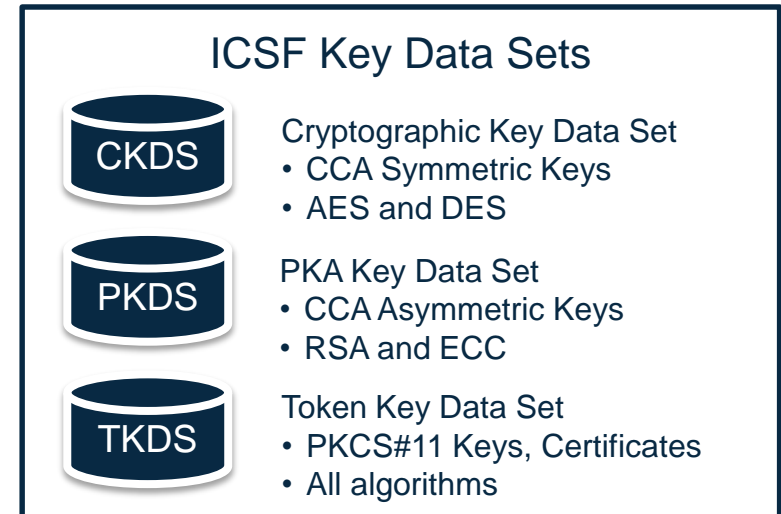 ICSF Key Data Sets
CKDS
Cryptographic Key Data Set
• CCA Symmetric Keys
• AES and DES
PKDS
PKA Key Data Set
• CCA Asymmetric Keys
• RSA and ECC
TKDS
Token Key Data Set
• PKCS#11 Keys, Certificates
• All algorithms